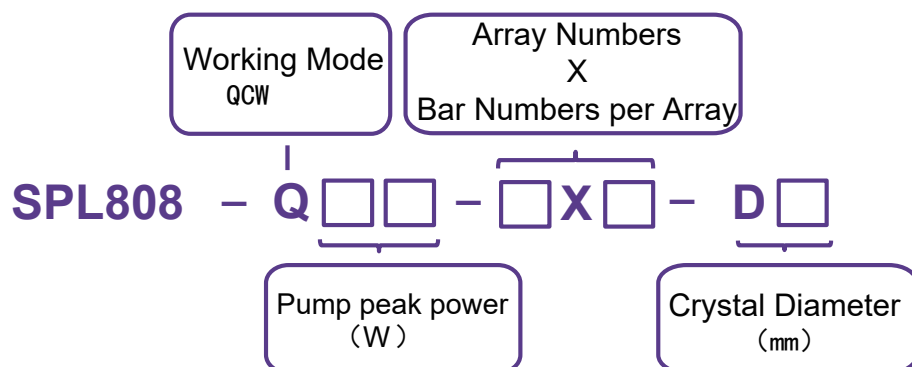 Working Mode
QCW
Array Numbers
X
Bar Numbers per Array
SPL808 – Q□□ – □X□ – D□
Pump peak power
（W）
Crystal Diameter
（mm）